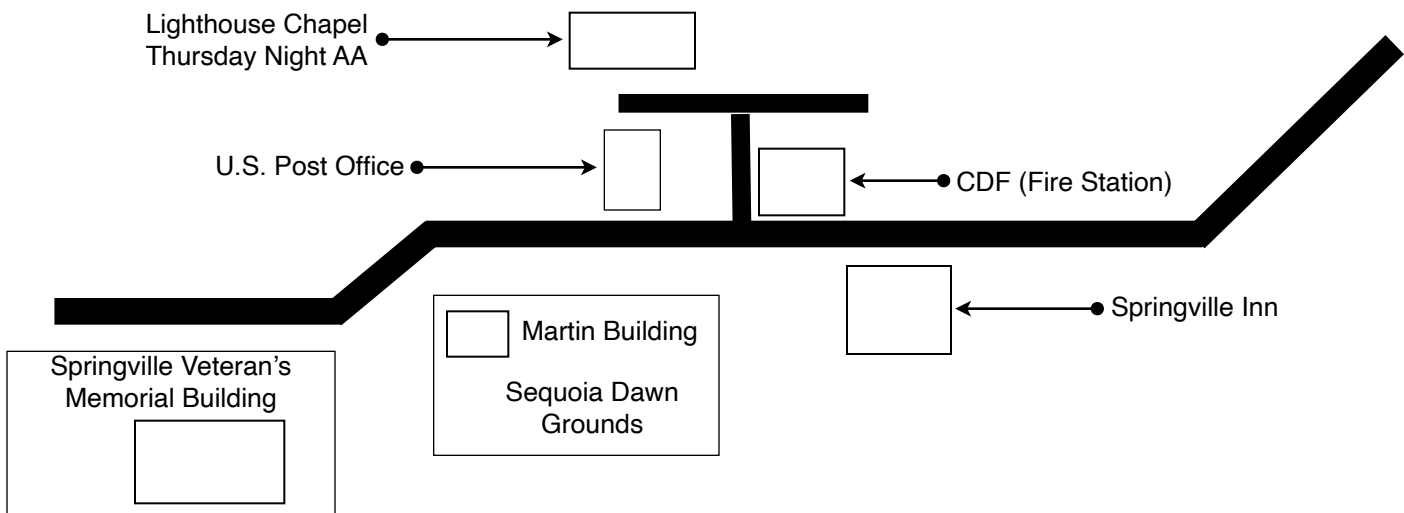 Lighthouse Chapel
Thursday Night AA
U.S. Post Office
CDF (Fire Station)
Springville Inn
Martin Building
Sequoia Dawn
Grounds
Springville Veteran's
Memorial Building